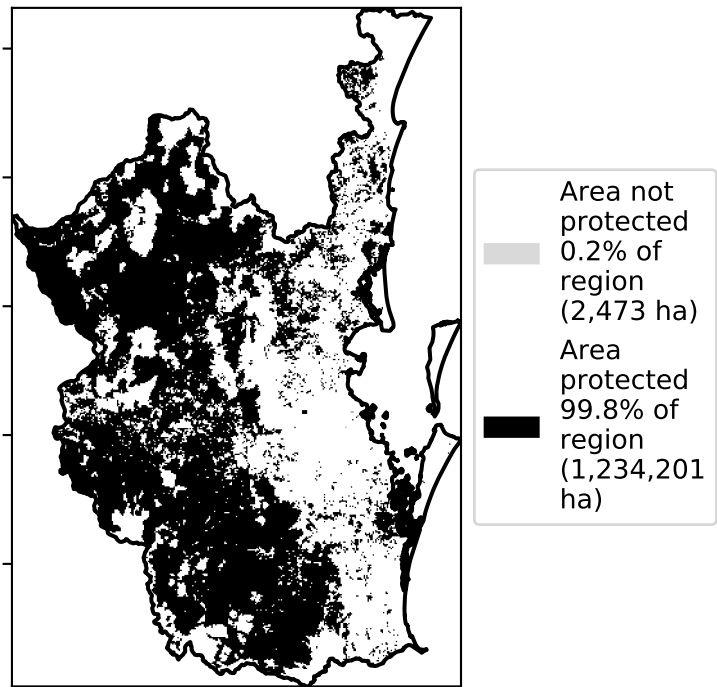 Area not
protected
0.2% of
region
(2,473 ha)
Area
protected
99.8% of
region
(1,234,201
ha)